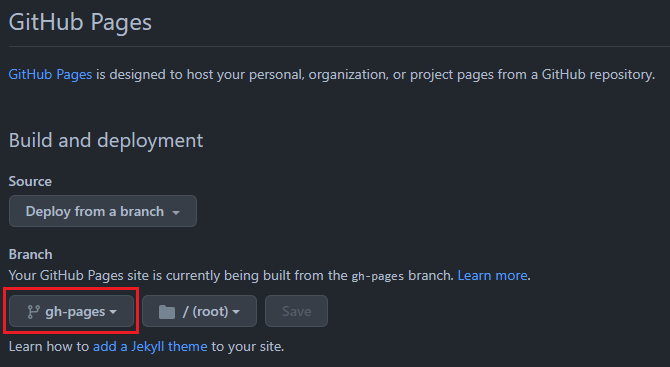 GitHub Pages
GitHub Pages is designed to host your personal, organization, or project pages from a GitHub repository.
Build and deployment
Source
Deploy from a branch
Branch
Your GitHub Pages site is currently being built from the gh-pages branch. Learn more.
gh-pages / (root) Save
Learn how to add a Jekyll theme to your site.